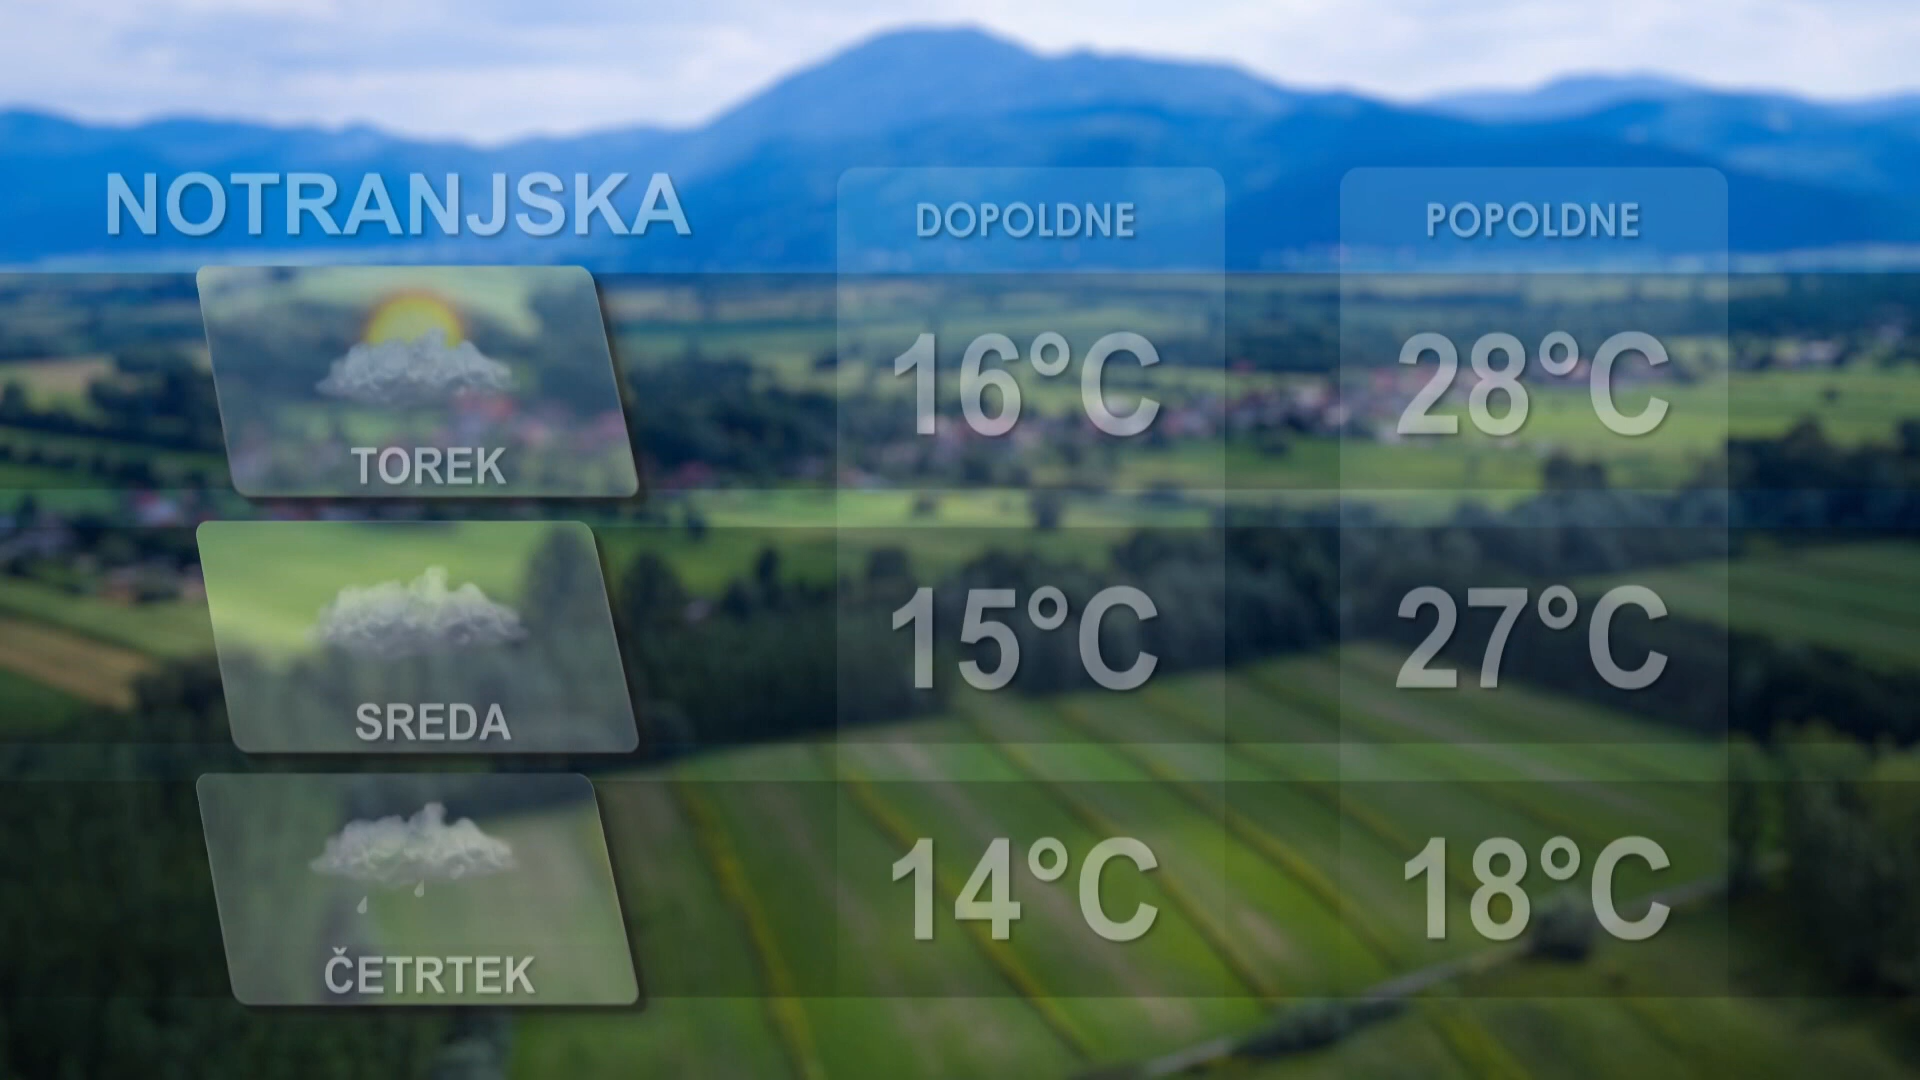 NOTRANJSKA
DOPOLDNE POPOLDNE
16°C 28°C
TOREK
15°C 27°C
SREDA
14°C 18°C
ČETRTEK